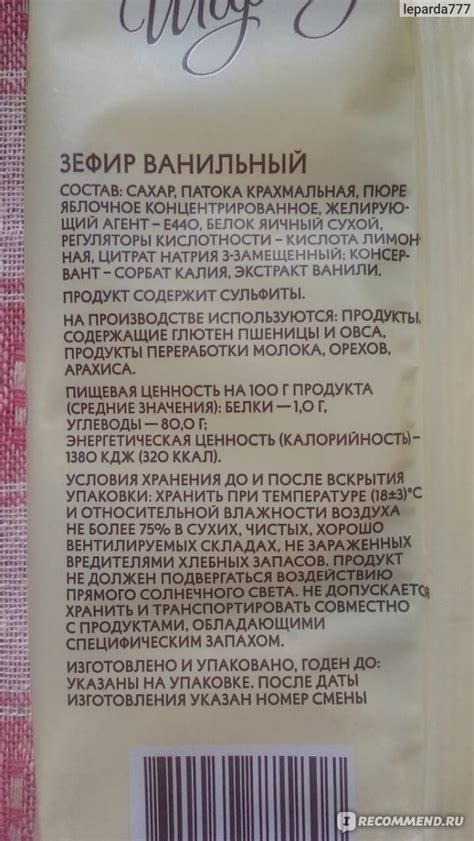 leparda777
ЗЕФИР ВАНИЛЬНЫЙ
СОСТАВ: САХАР, ПАТОКА КРАХМАЛЬНАЯ, ПЮРЕ
ЯБЛОЧНОЕ КОНЦЕНТРИРОВАННОЕ, ЖЕЛИРУЮ-
ЩИЙ АГЕНТ – Е440, БЕЛОК ЯИЧНЫЙ СУХОЙ,
РЕГУЛЯТОРЫ КИСЛОТНОСТИ – КИСЛОТА ЛИМОН-
НАЯ, ЦИТРАТ НАТРИЯ 3-ЗАМЕЩЕННЫЙ; КОНСЕР-
ВАНТ – СОРБАТ КАЛИЯ, ЭКСТРАКТ ВАНИЛИ.
ПРОДУКТ СОДЕРЖИТ СУЛЬФИТЫ.
НА ПРОИЗВОДСТВЕ ИСПОЛЬЗУЮТСЯ: ПРОДУКТЫ,
СОДЕРЖАЩИЕ ГЛЮТЕН ПШЕНИЦЫ И ОВСА,
ПРОДУКТЫ ПЕРЕРАБОТКИ МОЛОКА, ОРЕХОВ,
АРАХИСА.
ПИЩЕВАЯ ЦЕННОСТЬ НА 100 Г ПРОДУКТА
(СРЕДНИЕ ЗНАЧЕНИЯ): БЕЛКИ – 1,0 Г,
УГЛЕВОДЫ – 80,0 Г;
ЭНЕРГЕТИЧЕСКАЯ ЦЕННОСТЬ (КАЛОРИЙНОСТЬ) –
1380 КДЖ (320 ККАЛ).
УСЛОВИЯ ХРАНЕНИЯ ДО И ПОСЛЕ ВСКРЫТИЯ
УПАКОВКИ: ХРАНИТЬ ПРИ ТЕМПЕРАТУРЕ (18±3)°С
И ОТНОСИТЕЛЬНОЙ ВЛАЖНОСТИ ВОЗДУХА
НЕ БОЛЕЕ 75% В СУХИХ, ЧИСТЫХ, ХОРОШО
ВЕНТИЛИРУЕМЫХ СКЛАДАХ, НЕ ЗАРАЖЕННЫХ
ВРЕДИТЕЛЯМИ ХЛЕБНЫХ ЗАПАСОВ. ПРОДУКТ
НЕ ДОЛЖЕН ПОДВЕРГАТЬСЯ ВОЗДЕЙСТВИЮ
ПРЯМОГО СОЛНЕЧНОГО СВЕТА. НЕ ДОПУСКАЕТСЯ
ХРАНИТЬ И ТРАНСПОРТИРОВАТЬ СОВМЕСТНО
С ПРОДУКТАМИ, ОБЛАДАЮЩИМИ
СПЕЦИФИЧЕСКИМ ЗАПАХОМ.
ИЗГОТОВЛЕНО И УПАКОВАНО, ГОДЕН ДО:
УКАЗАНЫ НА УПАКОВКЕ. ПОСЛЕ ДАТЫ
ИЗГОТОВЛЕНИЯ УКАЗАН НОМЕР СМЕНЫ
I RECOMMEND.RU